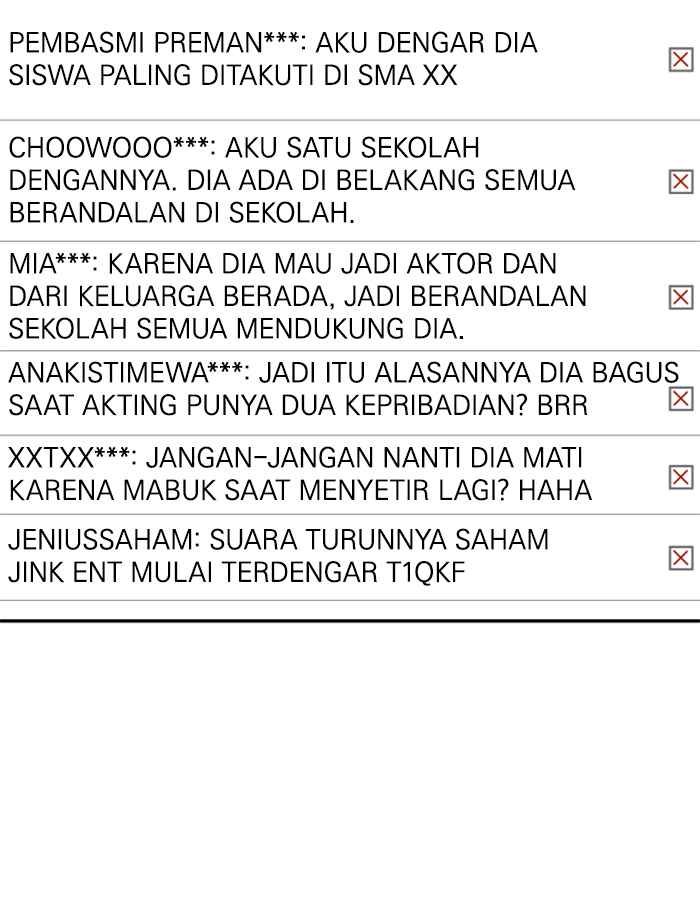 PEMBASMI PREMAN***: AKU DENGAR DIA
SISWA PALING DITAKUTI DI SMA XX
CHOOWOOO***: AKU SATU SEKOLAH
DENGANNYA. DIA ADA DI BELAKANG SEMUA
BERANDALAN DI SEKOLAH.
MIA***: KARENA DIA MAU JADI AKTOR DAN
DARI KELUARGA BERADA, JADI BERANDALAN
SEKOLAH SEMUA MENDUKUNG DIA.
ANAKISTIMEWA***: JADI ITU ALASANNYA DIA BAGUS
SAAT AKTING PUNYA DUA KEPRIBADIAN? BRR
XXTXX***: JANGAN-JANGAN NANTI DIA MATI
KARENA MABUK SAAT MENYETIR LAGI? HAHA
JENIUSSAHAM: SUARA TURUNNYA SAHAM
JINK ENT MULAI TERDENGAR T1QKF